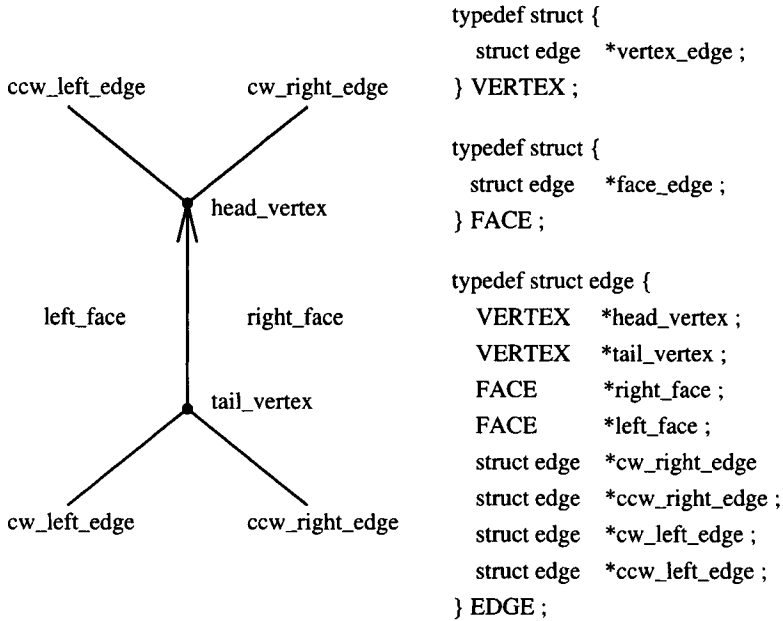 ccw_left_edge
cw_right_edge
head_vertex
left_face
right_face
tail_vertex
cw_left_edge
ccw_right_edge
typedef struct {
struct edge *vertex_edge ;
} VERTEX ;
typedef struct {
struct edge *face_edge ;
} FACE ;
typedef struct edge {
VERTEX *head_vertex ;
VERTEX *tail_vertex ;
FACE *right_face ;
FACE *left_face ;
struct edge *cw_right_edge
struct edge *ccw_right_edge ;
struct edge *cw_left_edge ;
struct edge *ccw_left_edge ;
} EDGE ;